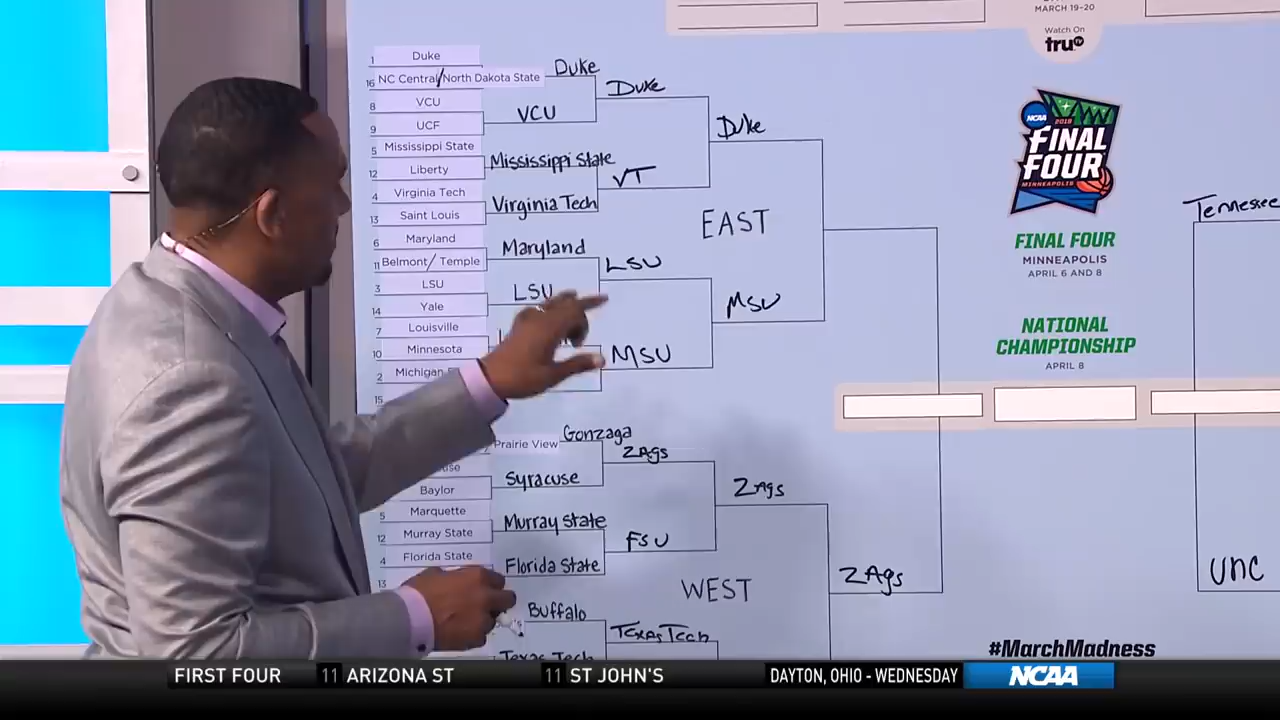 MARCH 19-20
Watch On
truTV
1 Duke
16 NC Central/North Dakota State
8 VCU
9 UCF
5 Mississippi State
12 Liberty
4 Virginia Tech
13 Saint Louis
6 Maryland
11 Belmont/Temple
3 LSU
14 Yale
7 Louisville
10 Minnesota
2 Michigan
15
Duke
VCU
Mississippi State
Virginia Tech
Maryland
LSU
Duke
VT
LSU
MSU
Duke
MSU
EAST
Prairie View
Baylor
5 Marquette
12 Murray State
4 Florida State
13
Gonzaga
Syracuse
Murray State
Florida State
Buffalo
Texas Tech
ZAgs
FSU
Texas Tech
ZAgs
ZAgs
WEST
NCAA
2019
FINAL
FOUR
MINNEAPOLIS
FINAL FOUR
MINNEAPOLIS
APRIL 6 AND 8
NATIONAL
CHAMPIONSHIP
APRIL 8
Tennessee
UNC
#MarchMadness
FIRST FOUR 11 ARIZONA ST 11 ST JOHN'S DAYTON, OHIO - WEDNESDAY NCAA